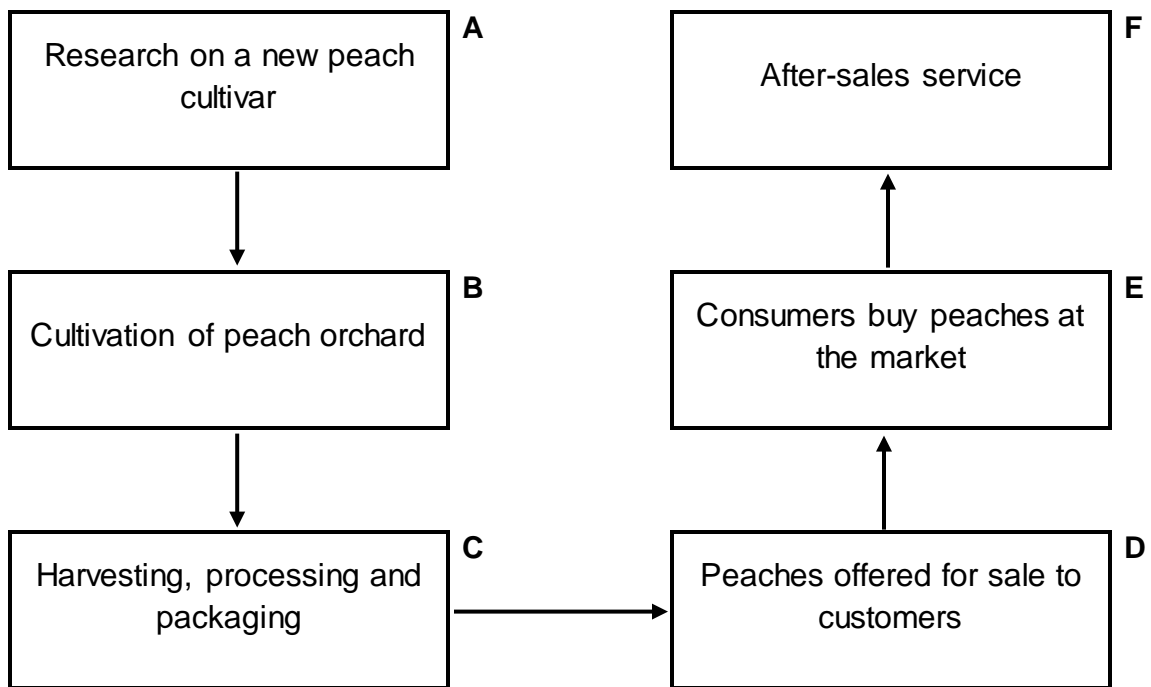 A
Research on a new peach
cultivar
B
Cultivation of peach orchard
C
Harvesting, processing and
packaging
D
Peaches offered for sale to
customers
E
Consumers buy peaches at
the market
F
After-sales service